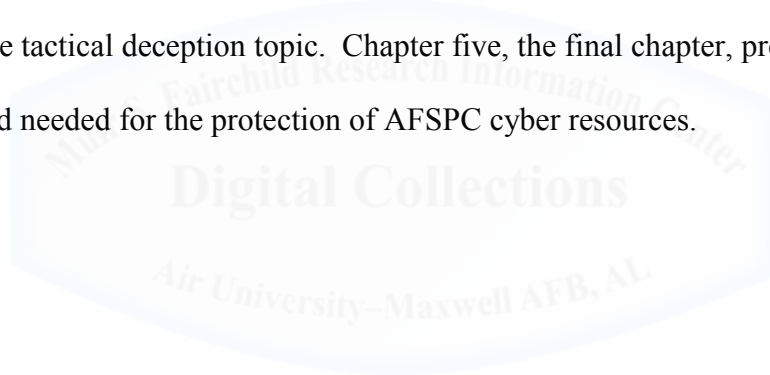 e tactical deception topic.  Chapter five, the final chapter, pr
Fairchild Research Information Center
d needed for the protection of AFSPC cyber resources.
Digital Collections
Air University–Maxwell AFB, AL